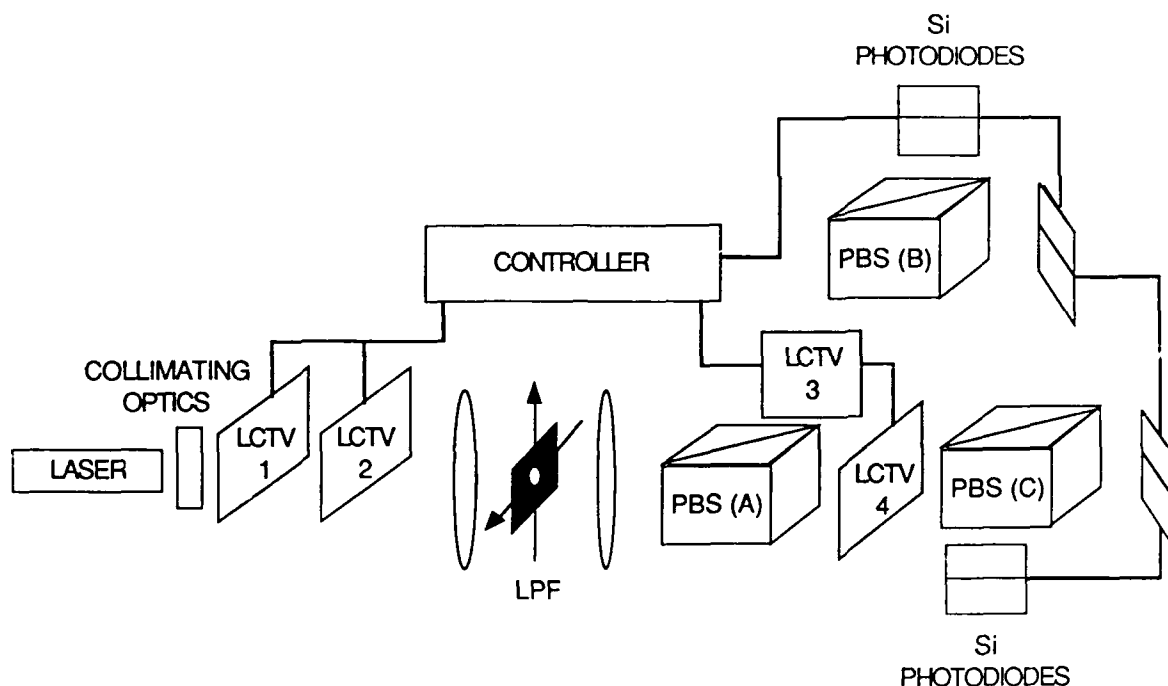 Si
PHOTODIODES
PBS (B)
CONTROLLER
LCTV
3
COLLIMATING
OPTICS
LCTV
1
LCTV
2
LASER
PBS (A)
LCTV
4
PBS (C)
LPF
Si
PHOTODIODES